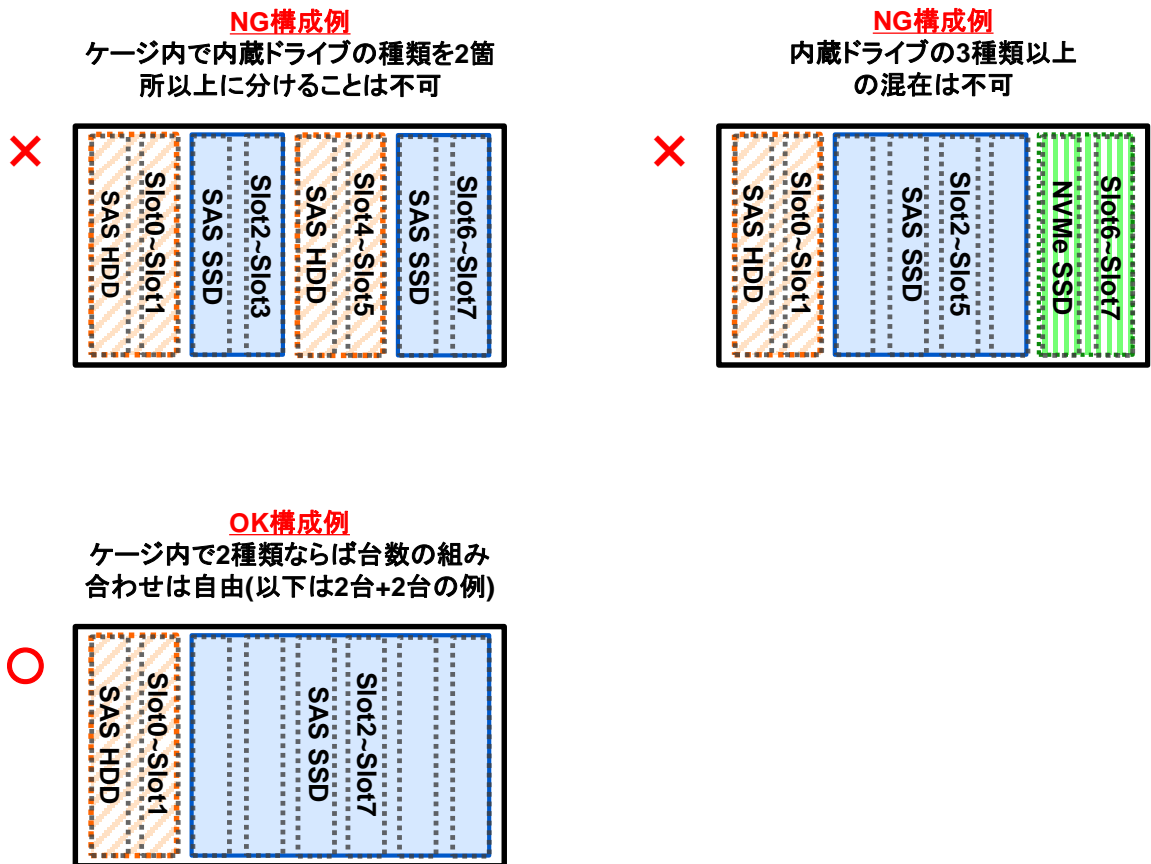 NG構成例
ケージ内で内蔵ドライブの種類を2箇
所以上に分けることは不可
×
Slot0~Slot1
SAS HDD
Slot2~Slot3
SAS SSD
Slot4~Slot5
SAS HDD
Slot6~Slot7
SAS SSD
NG構成例
内蔵ドライブの3種類以上
の混在は不可
×
Slot0~Slot1
SAS HDD
Slot2~Slot5
SAS SSD
Slot6~Slot7
NVMe SSD
OK構成例
ケージ内で2種類ならば台数の組み
合わせは自由(以下は2台+2台の例)
○
Slot0~Slot1
SAS HDD
Slot2~Slot7
SAS SSD